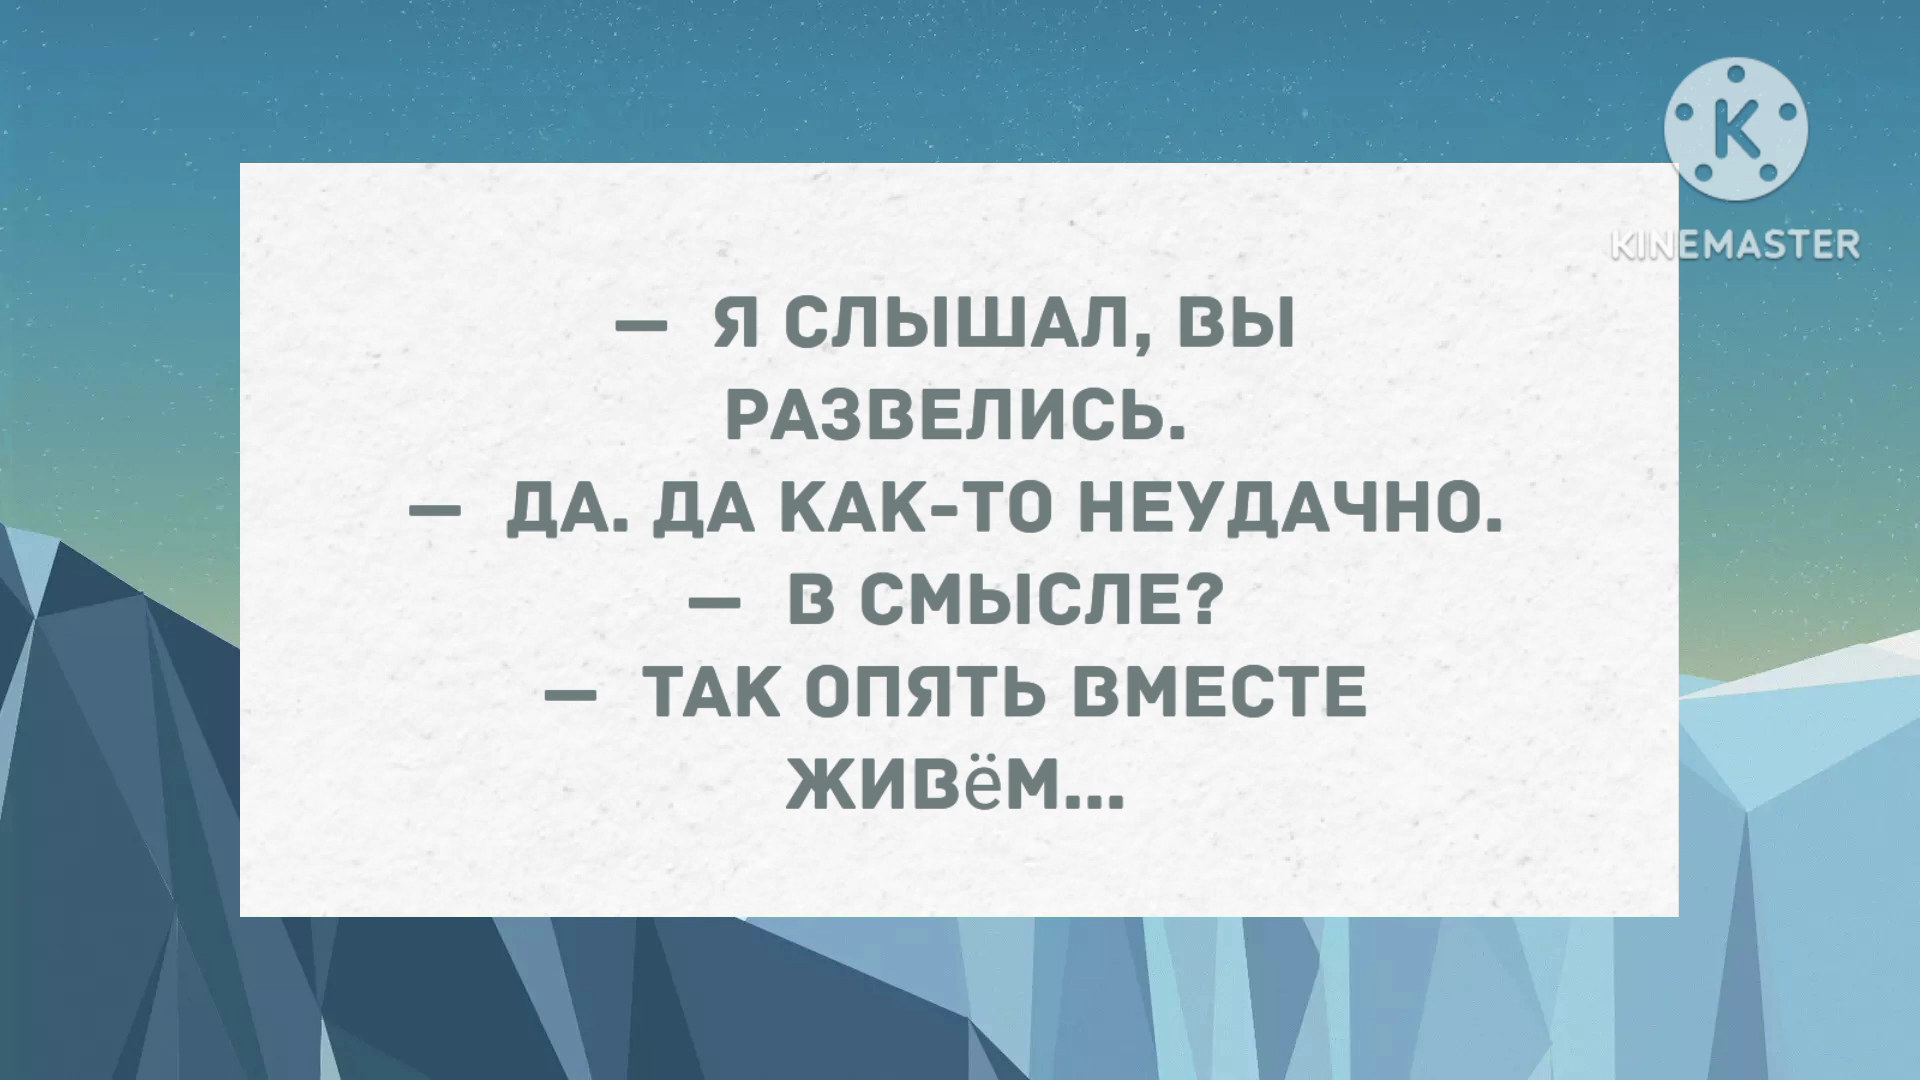 K
KINEMASTER
— Я СЛЫШАЛ, ВЫ
РАЗВЕЛИСЬ.
— ДА. ДА КАК-ТО НЕУДАЧНО.
— В СМЫСЛЕ?
— ТАК ОПЯТЬ ВМЕСТЕ
ЖИВёМ...